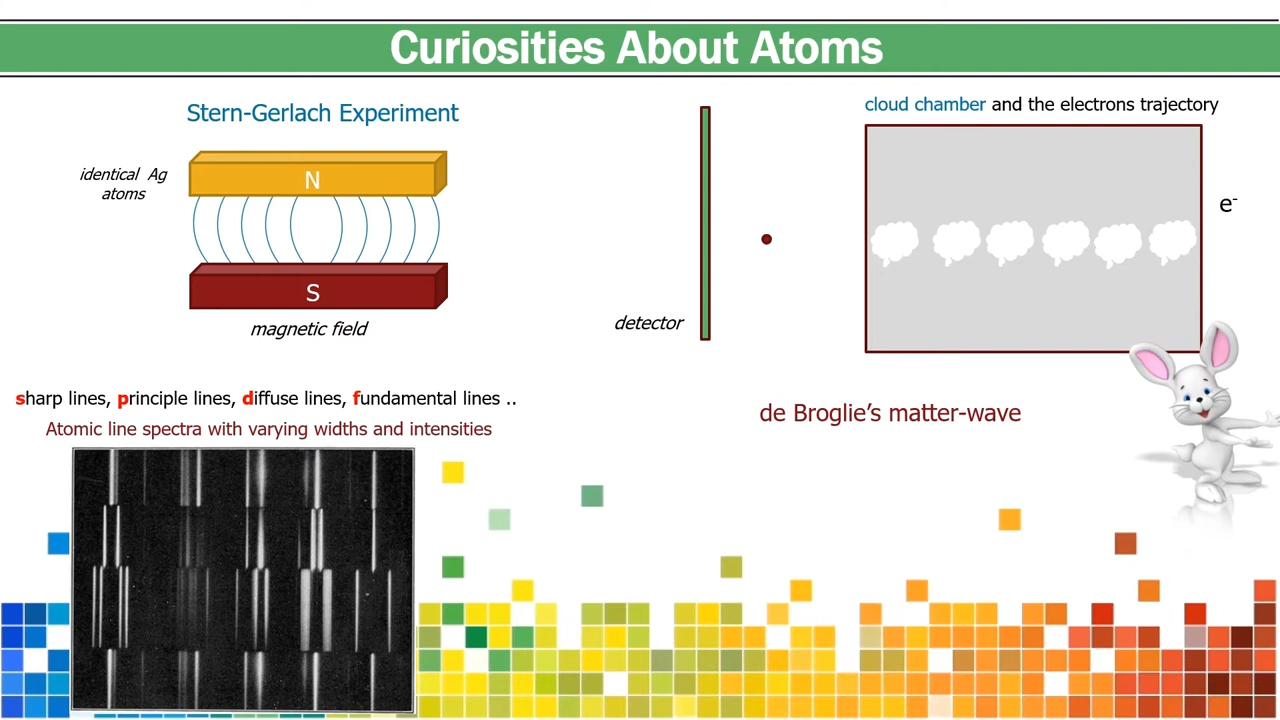 Curiosities About Atoms
Stern-Gerlach Experiment
identical Ag
atoms
N
S
magnetic field
detector
cloud chamber and the electrons trajectory
e-
sharp lines, principle lines, diffuse lines, fundamental lines ..
Atomic line spectra with varying widths and intensities
de Broglie’s matter-wave